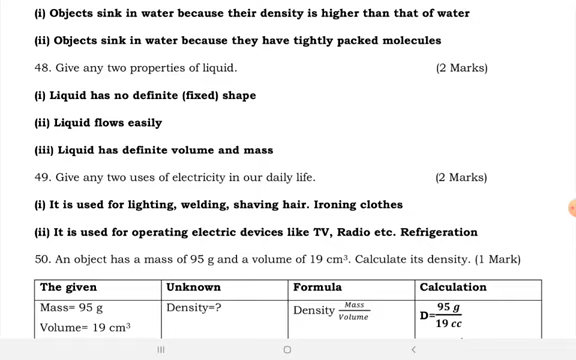 (i) Objects sink in water because their density is higher than that of water
(ii) Objects sink in water because they have tightly packed molecules
48. Give any two properties of liquid. (2 Marks)
(i) Liquid has no definite (fixed) shape
(ii) Liquid flows easily
(iii) Liquid has definite volume and mass
49. Give any two uses of electricity in our daily life. (2 Marks)
(i) It is used for lighting, welding, shaving hair. Ironing clothes
(ii) It is used for operating electric devices like TV, Radio etc. Refrigeration
50. An object has a mass of 95 g and a volume of 19 cm³. Calculate its density. (1 Mark)
The given Unknown Formula Calculation
Mass= 95 g Density=? Density Mass/Volume D=95 g/19 cc
Volume= 19 cm³